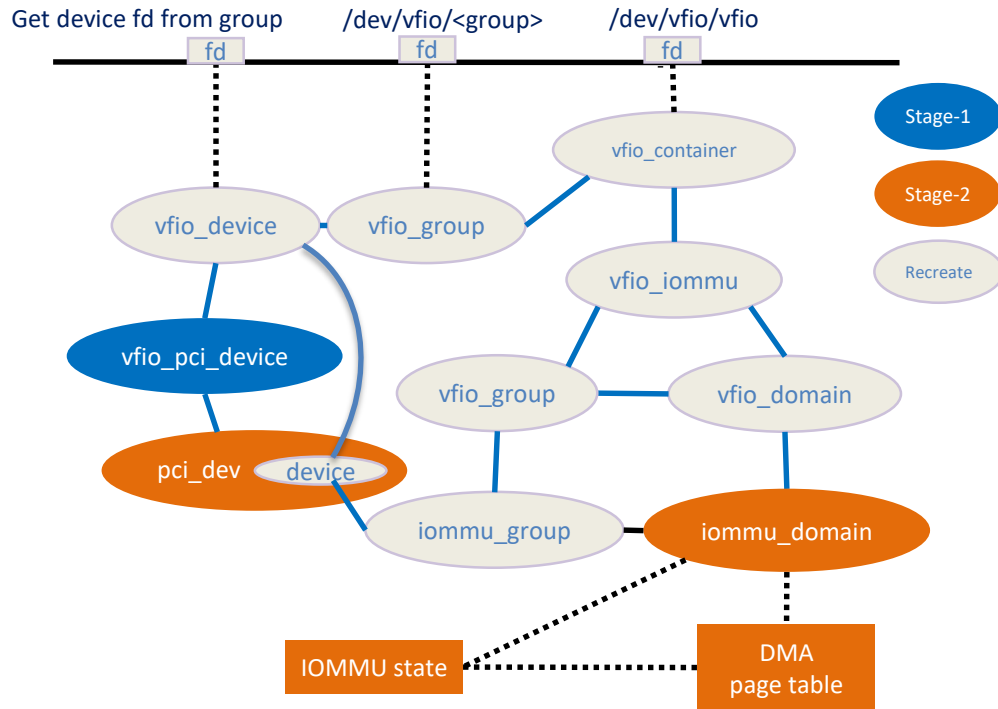 Get device fd from group
/dev/vfio/<group>
/dev/vfio/vfio
fd
fd
fd
Stage-1
vfio_container
Stage-2
vfio_device
vfio_group
Recreate
vfio_iommu
vfio_pci_device
vfio_group
vfio_domain
pci_dev
device
iommu_group
iommu_domain
IOMMU state
DMA
page table